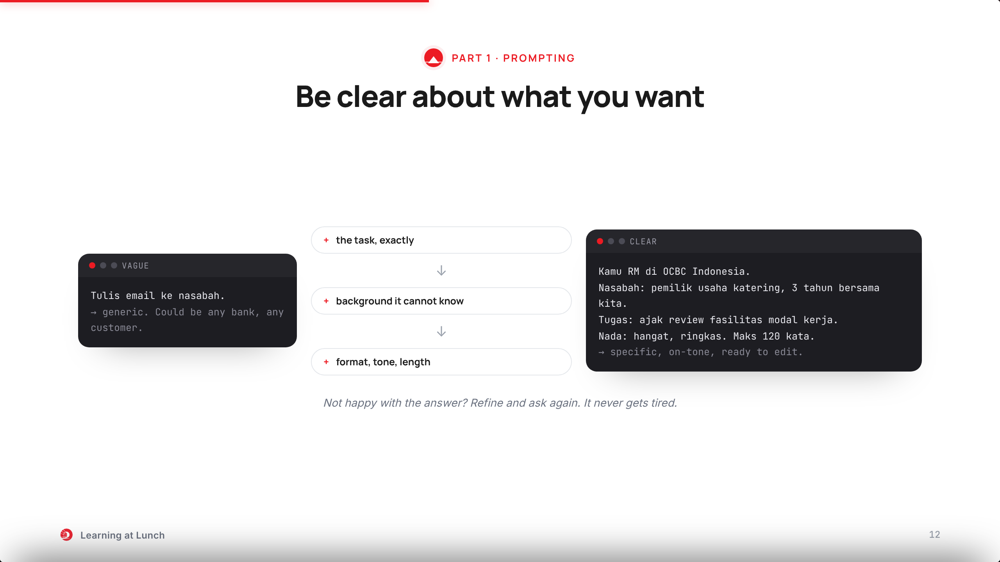 PART 1 · PROMPTING
Be clear about what you want
VAGUE
Tulis email ke nasabah.
→ generic. Could be any bank, any
customer.
+ the task, exactly
↓
+ background it cannot know
↓
+ format, tone, length
CLEAR
Kamu RM di OCBC Indonesia.
Nasabah: pemilik usaha katering, 3 tahun bersama
kita.
Tugas: ajak review fasilitas modal kerja.
Nada: hangat, ringkas. Maks 120 kata.
→ specific, on-tone, ready to edit.
Not happy with the answer? Refine and ask again. It never gets tired.
Learning at Lunch
12